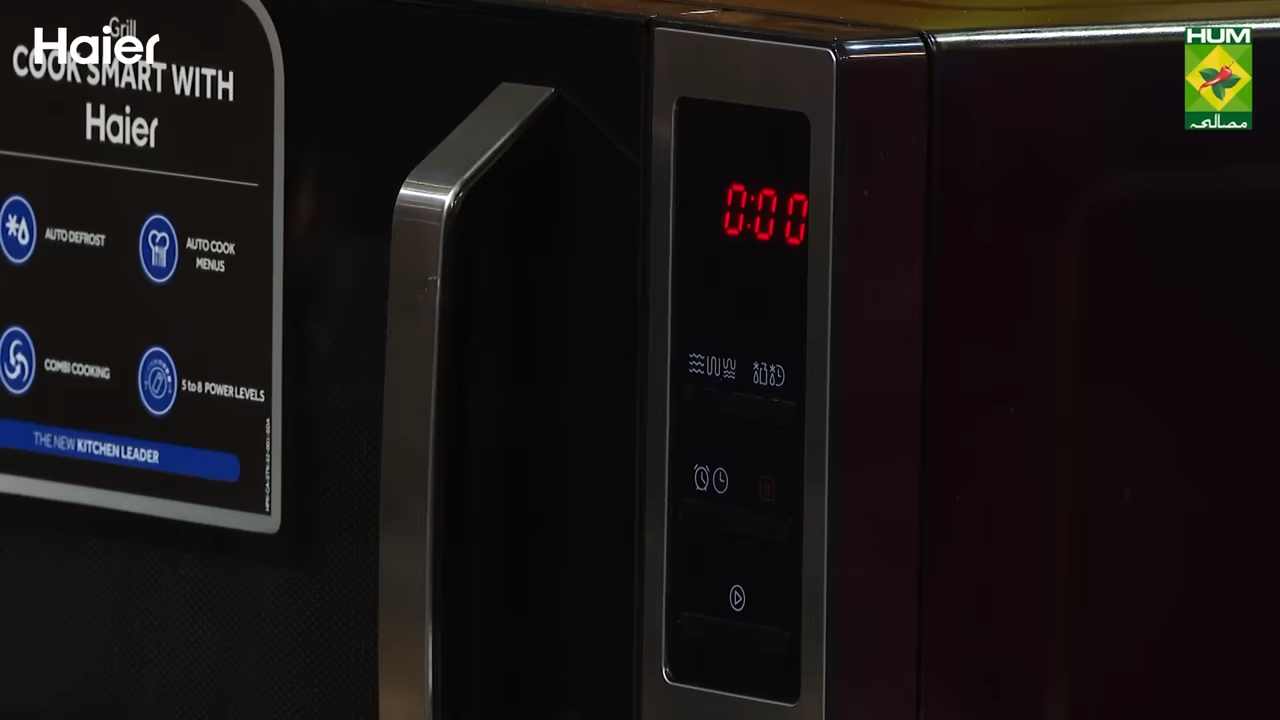 Haier
Grill
COOK SMART WITH
Haier
AUTO DEFROST
AUTO COOK
MENUS
COMBI COOKING
5 to 8 POWER LEVELS
THE NEW KITCHEN LEADER
0:00
HUM
مصالحہ